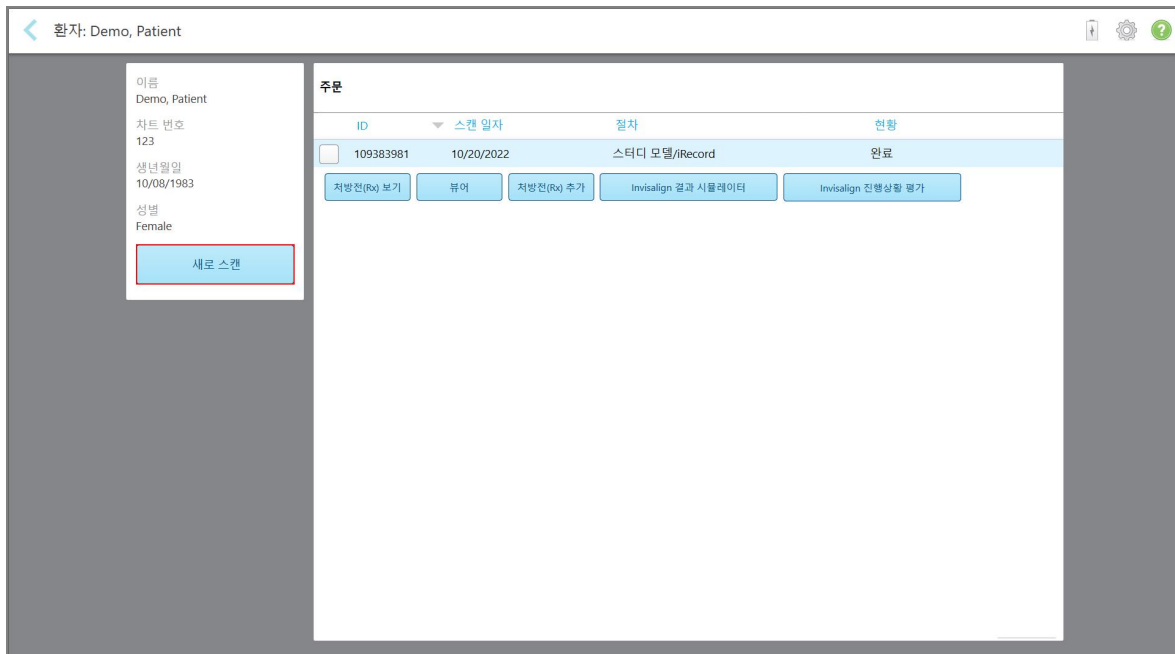 환자: Demo, Patient
?
이름
Demo, Patient
차트 번호
123
생년월일
10/08/1983
성별
Female
새로 스캔
주문
ID 스캔 일자 절차 현황
109383981 10/20/2022 스터디 모델/iRecord 완료
처방전(Rx) 보기 뷰어 처방전(Rx) 추가 Invisalign 결과 시뮬레이터 Invisalign 진행상황 평가